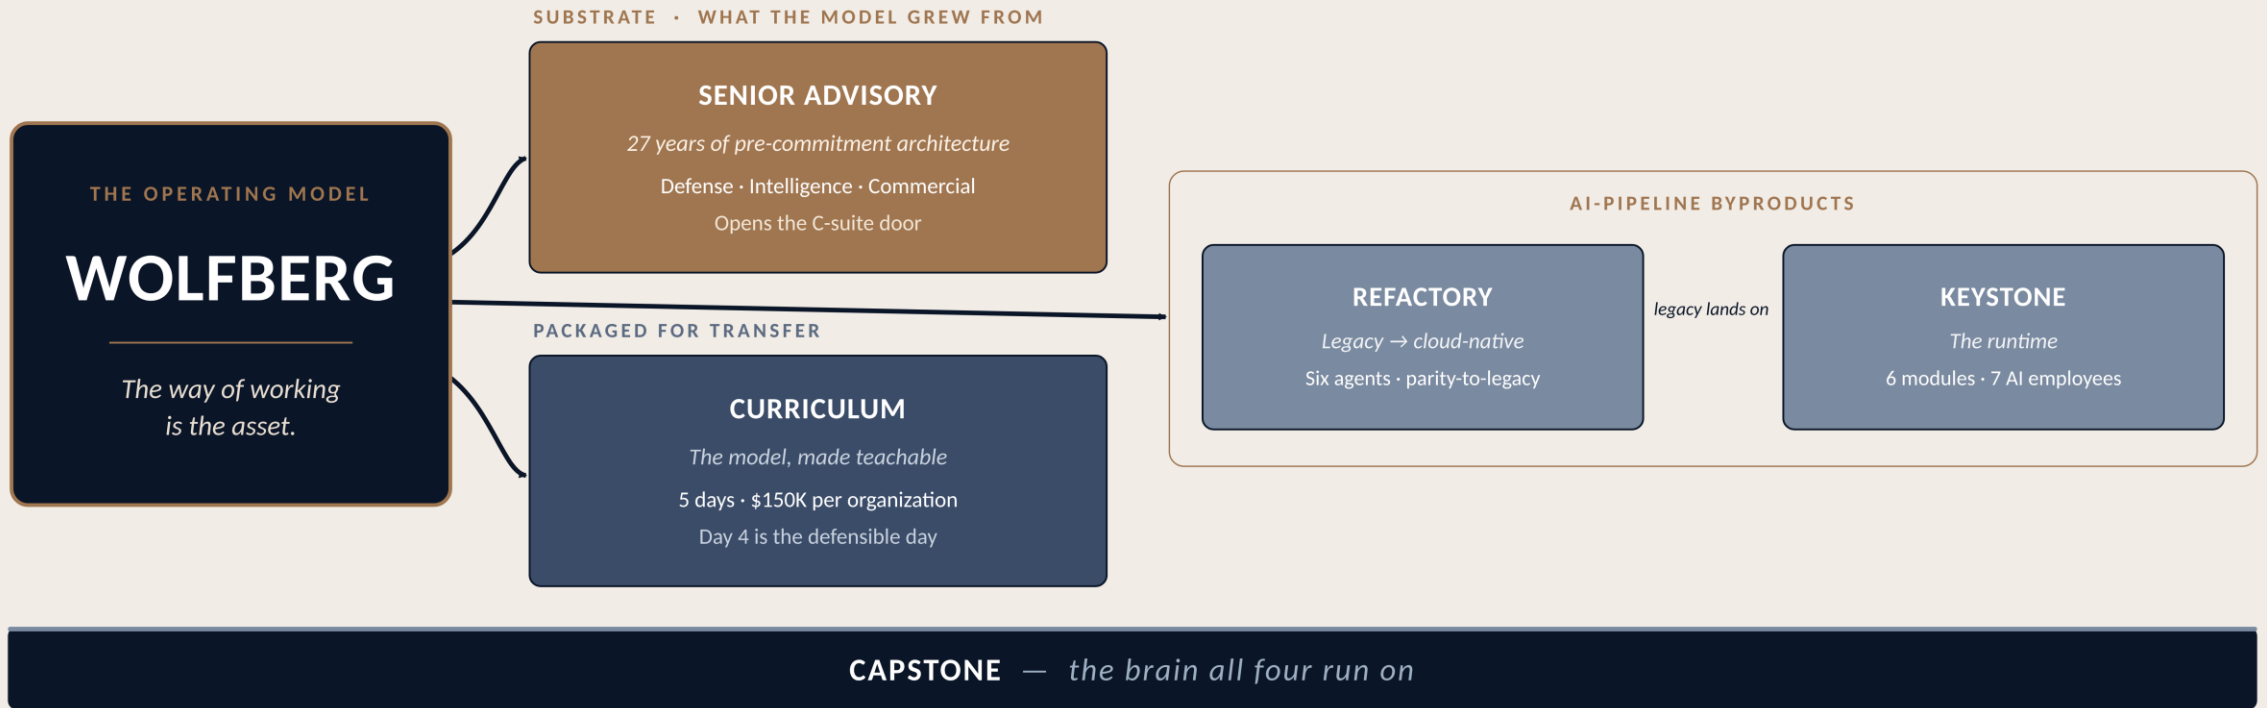 THE OPERATING MODEL
WOLFBERG
The way of working
is the asset.
SUBSTRATE · WHAT THE MODEL GREW FROM
SENIOR ADVISORY
27 years of pre-commitment architecture
Defense · Intelligence · Commercial
Opens the C-suite door
PACKAGED FOR TRANSFER
CURRICULUM
The model, made teachable
5 days · $150K per organization
Day 4 is the defensible day
AI-PIPELINE BYPRODUCTS
REFACTORY
Legacy → cloud-native
Six agents · parity-to-legacy
legacy lands on
KEYSTONE
The runtime
6 modules · 7 AI employees
CAPSTONE — the brain all four run on